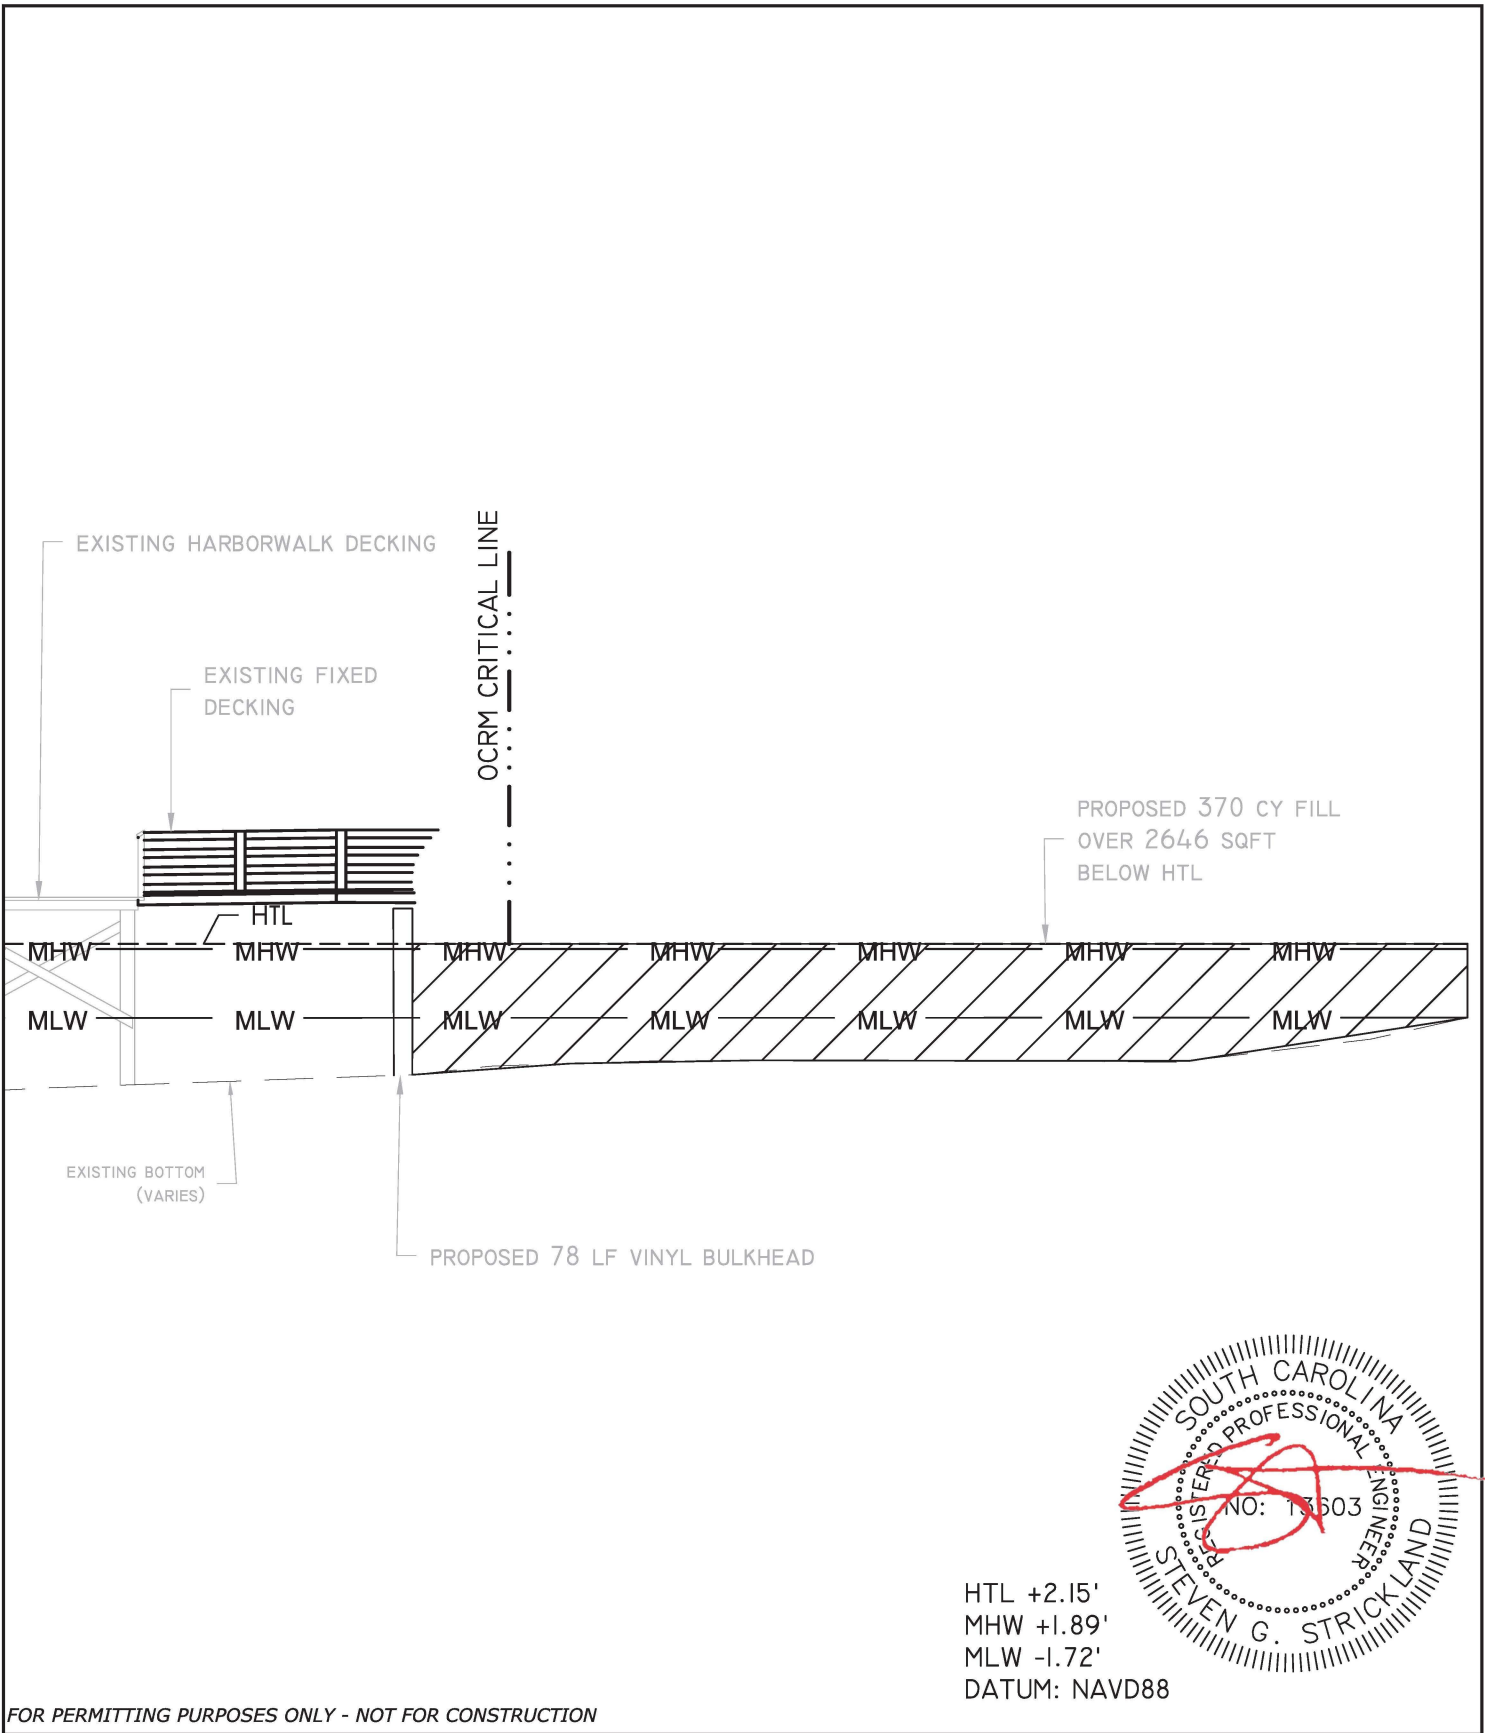 OCRM CRITICAL LINE
EXISTING HARBORWALK DECKING
EXISTING FIXED
DECKING
PROPOSED 370 CY FILL
OVER 2646 SQFT
BELOW HTL
HTL
MHW MHW MHW MHW MHW MHW MHW
MLW MLW MLW MLW MLW MLW MLW
EXISTING BOTTOM
(VARIES)
PROPOSED 78 LF VINYL BULKHEAD
SOUTH CAROLINA
REGISTERED PROFESSIONAL ENGINEER
NO:
STEVEN G. STRICKLAND
HTL +2.15'
MHW +1.89'
MLW -1.72'
DATUM: NAVD88
FOR PERMITTING PURPOSES ONLY - NOT FOR CONSTRUCTION